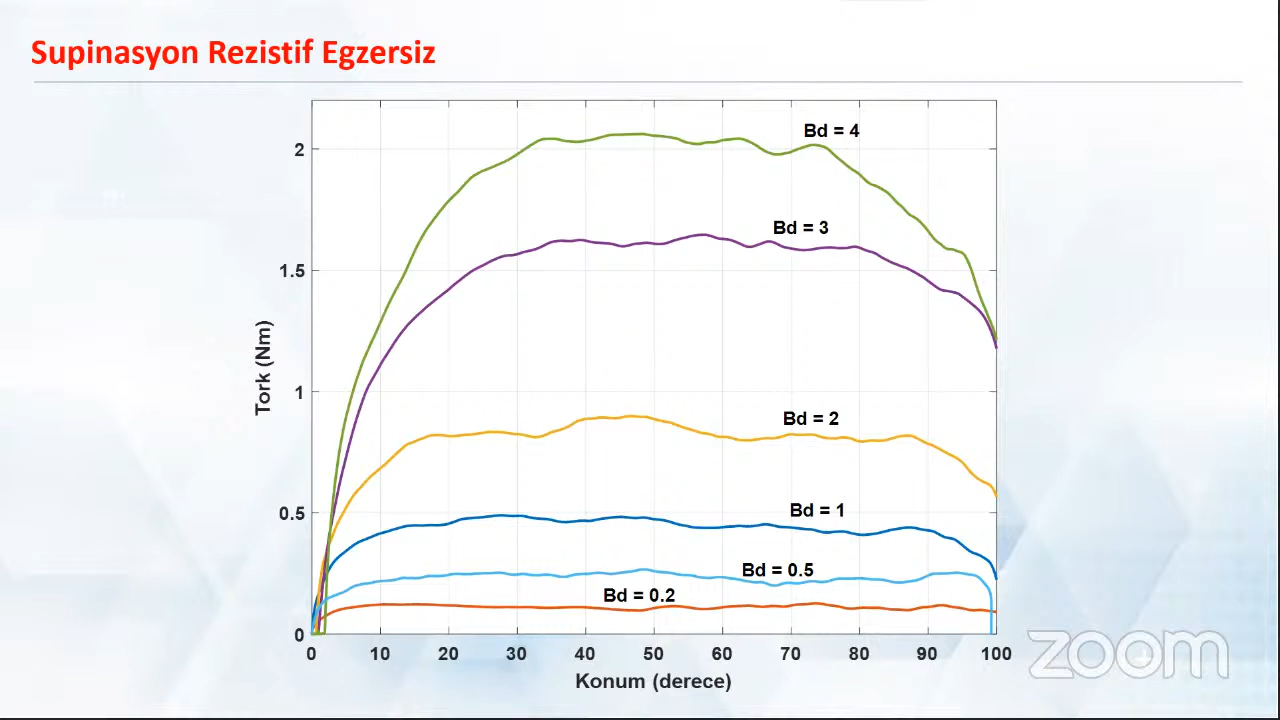 Supinasyon Rezistif Egzersiz
Bd = 4
2
Bd = 3
1.5
Tork (Nm)
1
Bd = 2
0.5
Bd = 1
Bd = 0.5
Bd = 0.2
0
0 10 20 30 40 50 60 70 80 90 100
Konum (derece)
zoom